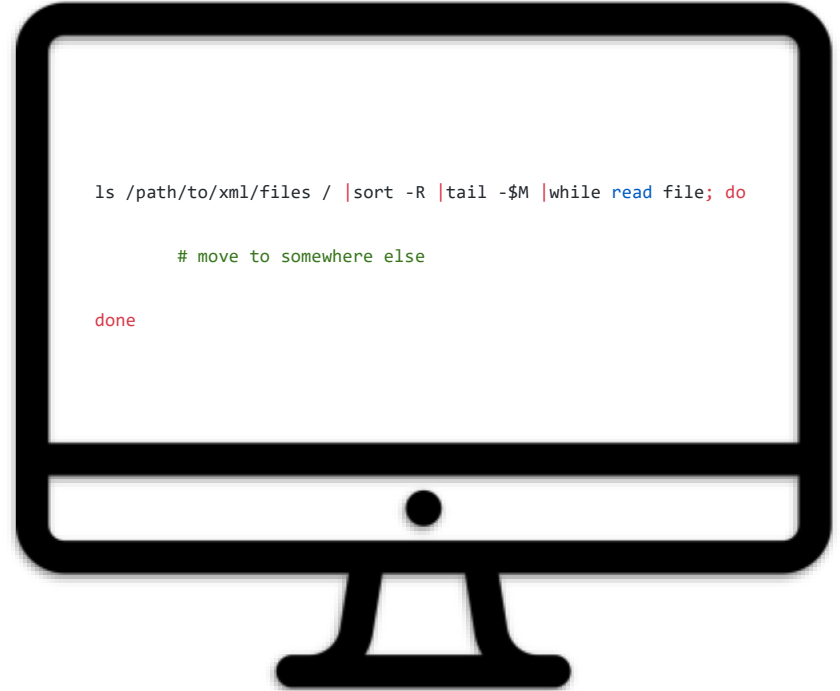 ls /path/to/xml/files / |sort -R |tail -$M |while read file; do
# move to somewhere else
done